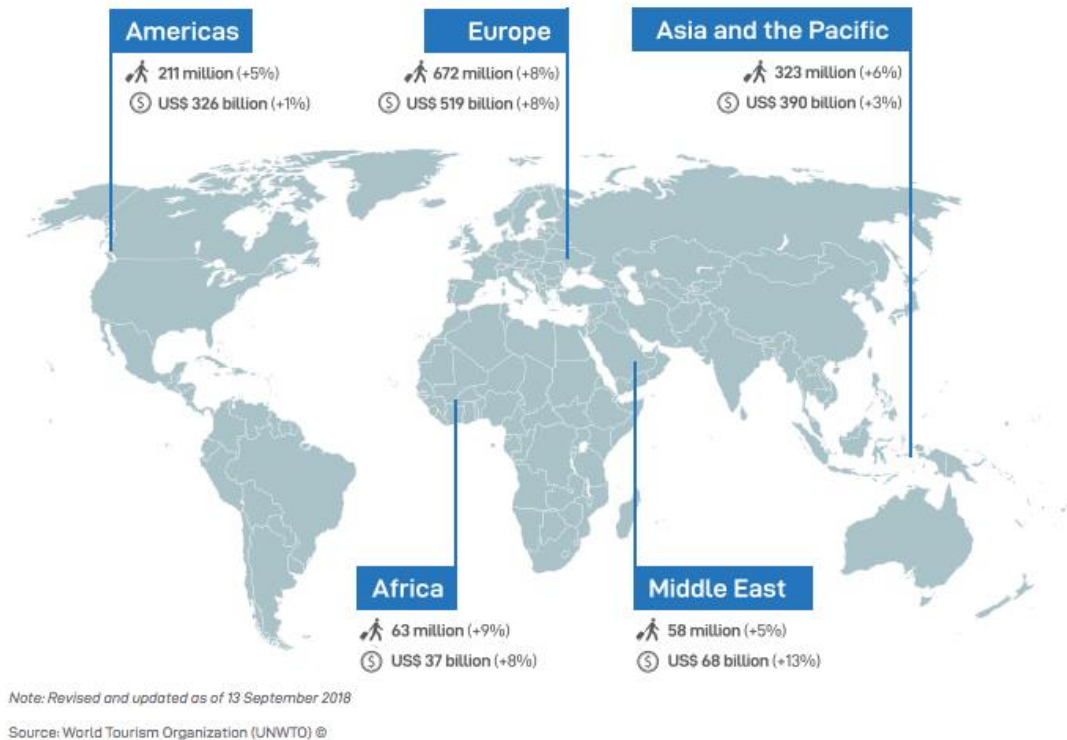 Americas
211 million (+5%)
US$ 326 billion (+1%)
Europe
672 million (+8%)
US$ 519 billion (+8%)
Asia and the Pacific
323 million (+6%)
US$ 390 billion (+3%)
Africa
63 million (+9%)
US$ 37 billion (+8%)
Middle East
58 million (+5%)
US$ 68 billion (+13%)
Note: Revised and updated as of 13 September 2018
Source: World Tourism Organization (UNWTO) ©